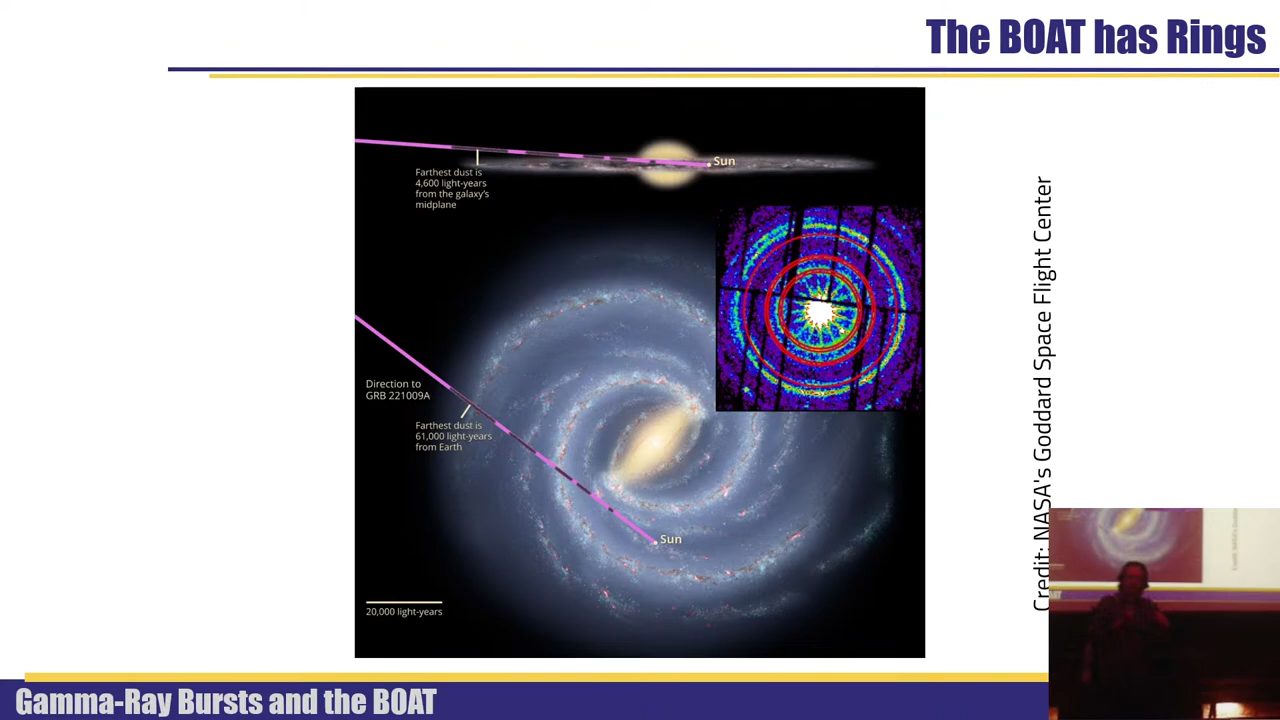 The BOAT has Rings
Sun
Farthest dust is
4,600 light-years
from the galaxy's
midplane
Direction to
GRB 221009A
Farthest dust is
61,000 light-years
from Earth
Sun
20,000 light-years
Credit: NASA's Goddard Space Flight Center
Gamma-Ray Bursts and the BOAT